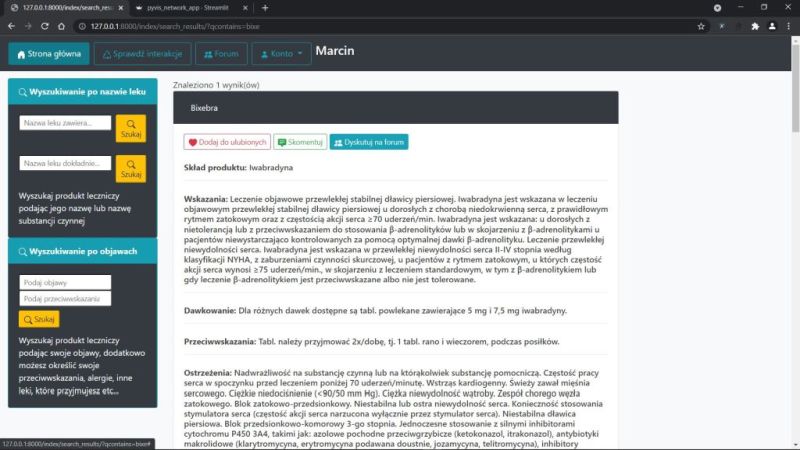 127.0.0.1:8000/index/search_results
pyvis_network_app · Streamlit
127.0.0.1:8000/index/search_results/?qcontains=bixe
Strona główna
Sprawdź interakcje
Forum
Konto
Marcin
Wyszukiwanie po nazwie leku
Nazwa leku zawiera...
Szukaj
Nazwa leku dokładnie...
Szukaj
Wyszukaj produkt leczniczy
podając jego nazwę lub nazwę
substancji czynnej
Wyszukiwanie po objawach
Podaj objawy
Podaj przeciwwskazania
Szukaj
Wyszukaj produkt leczniczy
podając swoje objawy, dodatkowo
możesz określić swoje
przeciwwskazania, alergie, inne
leki, które przyjmujesz etc...
Znaleziono 1 wynik(ów)
Bixebra
Dodaj do ulubionych
Skomentuj
Dyskutuj na forum
Skład produktu: Iwabradyna
Wskazania: Leczenie objawowe przewlekłej stabilnej dławicy piersiowej. Iwabradyna jest wskazana w leczeniu
objawowym przewlekłej stabilnej dławicy piersiowej u dorosłych z chorobą niedokrwienną serca, z prawidłowym
rytmem zatokowym oraz z częstością akcji serca ≥70 uderzeń/min. Iwabradyna jest wskazana: u dorosłych z
nietolerancją lub z przeciwwskazaniem do stosowania β-adrenolityków lub w skojarzeniu z β-adrenolitykami u
pacjentów niewystarczająco kontrolowanych za pomocą optymalnej dawki β-adrenolityku. Leczenie przewlekłej
niewydolności serca. Iwabradyna jest wskazana w przewlekłej niewydolności serca II-IV stopnia według
klasyfikacji NYHA, z zaburzeniami czynności skurczowej, u pacjentów z rytmem zatokowym, u których częstość
akcji serca wynosi ≥75 uderzeń/min., w skojarzeniu z leczeniem standardowym, w tym z β-adrenolitykiem lub
gdy leczenie β-adrenolitykiem jest przeciwwskazane albo nie jest tolerowane.
Dawkowanie: Dla różnych dawek dostępne są tabl. powlekane zawierające 5 mg i 7,5 mg iwabradyny.
Przeciwwskazania: Tabl. należy przyjmować 2x/dobę, tj. 1 tabl. rano i wieczorem, podczas posiłków.
Ostrzeżenia: Nadwrażliwość na substancję czynną lub na którąkolwiek substancję pomocniczą. Częstość pracy
serca w spoczynku przed leczeniem poniżej 70 uderzeń/minutę. Wstrząs kardiogenny. Świeży zawał mięśnia
sercowego. Ciężkie niedociśnienie (<90/50 mm Hg). Ciężka niewydolność wątroby. Zespół chorego węzła
zatokowego. Blok zatokowo-przedsionkowy. Niestabilna lub ostra niewydolność serca. Konieczność stosowania
stymulatora serca (częstość akcji serca narzucona wyłącznie przez stymulator serca). Niestabilna dławica
piersiowa. Blok przedsionkowo-komorowy 3-go stopnia. Jednoczesne stosowanie z silnymi inhibitorami
cytochromu P450 3A4, takimi jak: azolowe pochodne przeciwgrzybicze (ketokonazol, itrakonazol), antybiotyki
makrolidowe (klarytromycyna, erytromycyna podawana doustnie, jozamycyna, telitromycyna), inhibitory
127.0.0.1:8000/index/search_results/?qcontains=bixe#